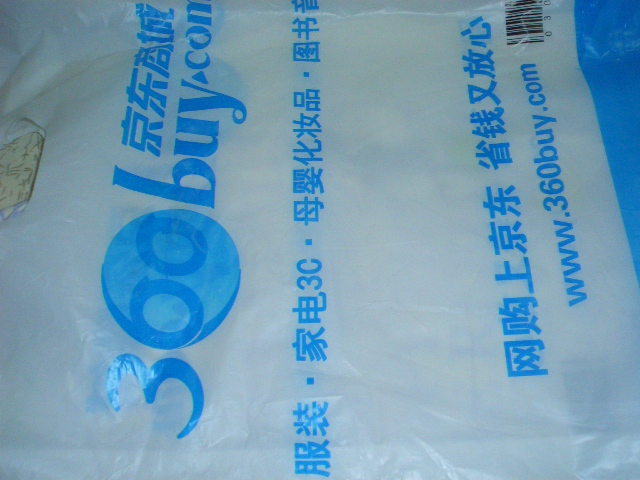 京东商城
360buy.com
服装·家电3C·母婴化妆品·图书音
网购上京东 省钱又放心
www.360buy.com